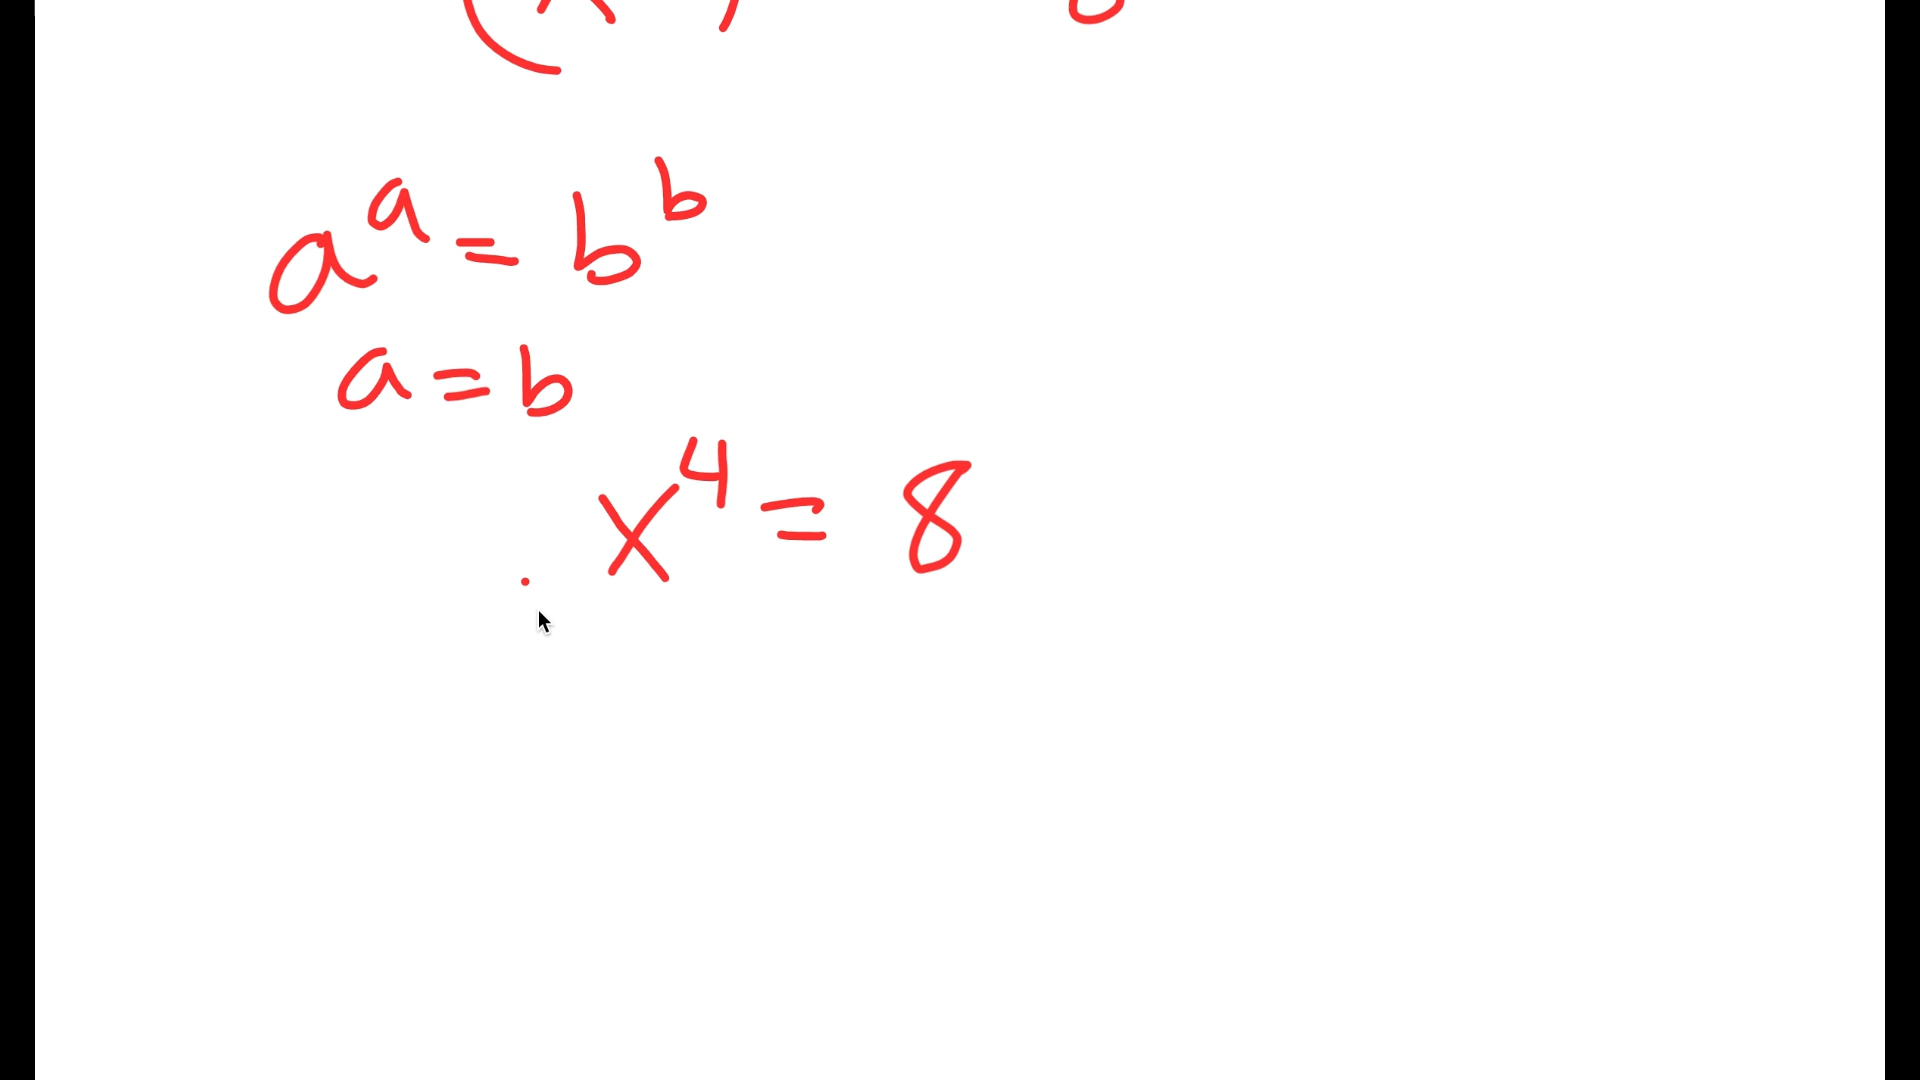 a^a = b^b
a = b
x^4 = 8